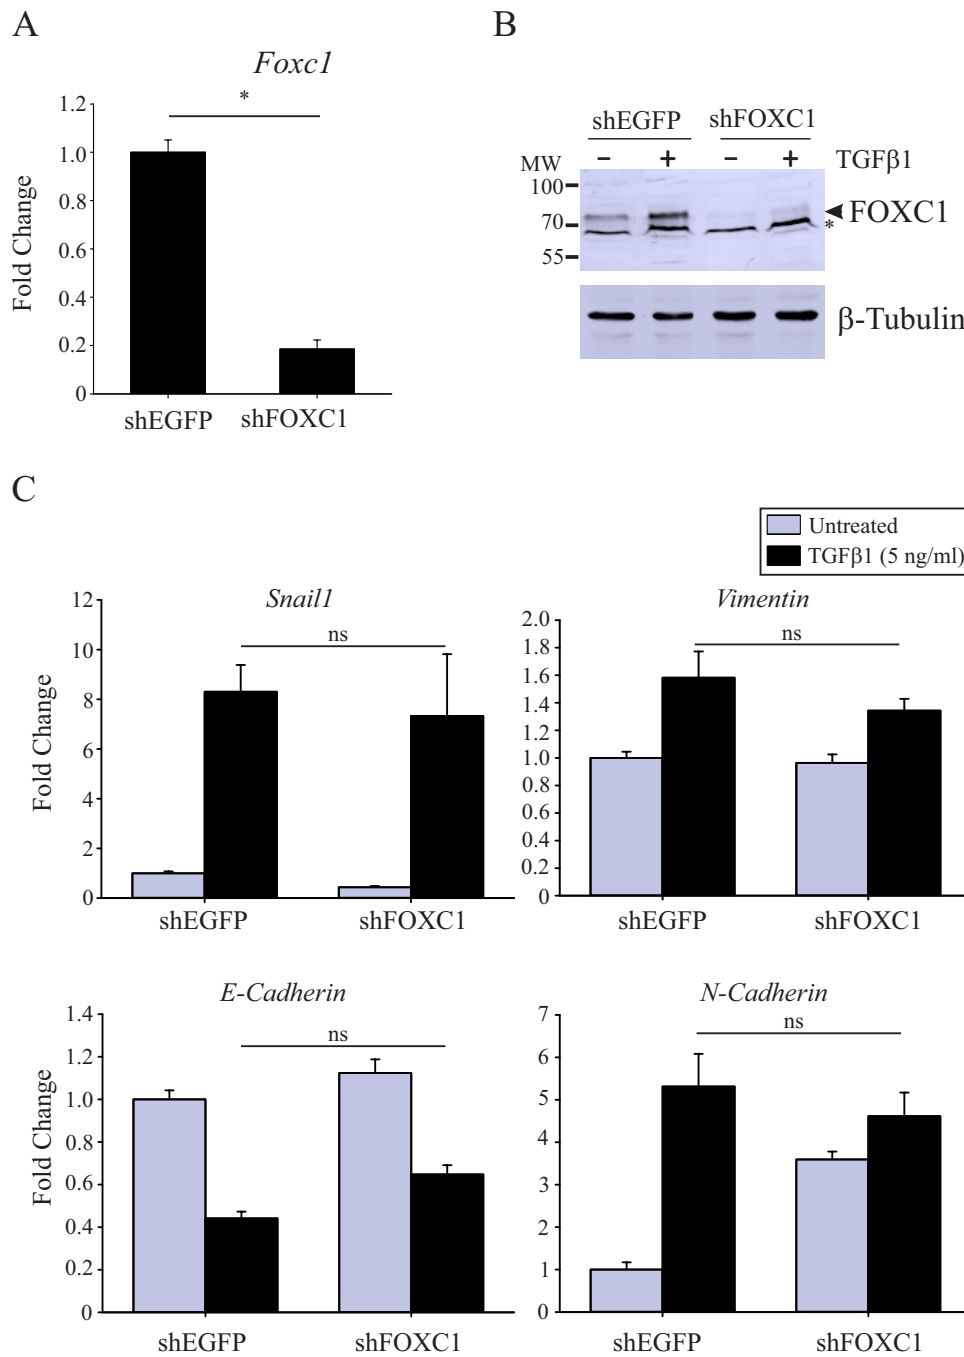 A
Foxc1
*
Fold Change
1.2
1.0
0.8
0.6
0.4
0.2
0
shEGFP shFOXC1
B
shEGFP shFOXC1
MW − + − + TGFβ1
100
70
55
FOXC1
*
β-Tubulin
C
Untreated
TGFβ1 (5 ng/ml)
Snail1
ns
Fold Change
12
10
8
6
4
2
0
shEGFP shFOXC1
Vimentin
ns
2.0
1.8
1.6
1.4
1.2
1.0
0.8
0.6
0.4
0.2
0
shEGFP shFOXC1
E-Cadherin
ns
Fold Change
1.4
1.2
1.0
0.8
0.6
0.4
0.2
0
shEGFP shFOXC1
N-Cadherin
ns
7
6
5
4
3
2
1
0
shEGFP shFOXC1